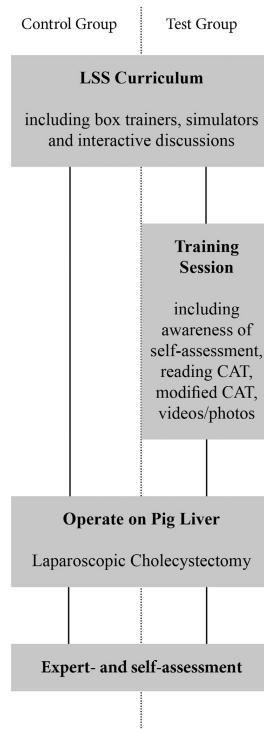 Control Group Test Group
LSS Curriculum
including box trainers, simulators
and interactive discussions
Training
Session
including
awareness of
self-assessment,
reading CAT,
modified CAT,
videos/photos
Operate on Pig Liver
Laparoscopic Cholecystectomy
Expert- and self-assessment